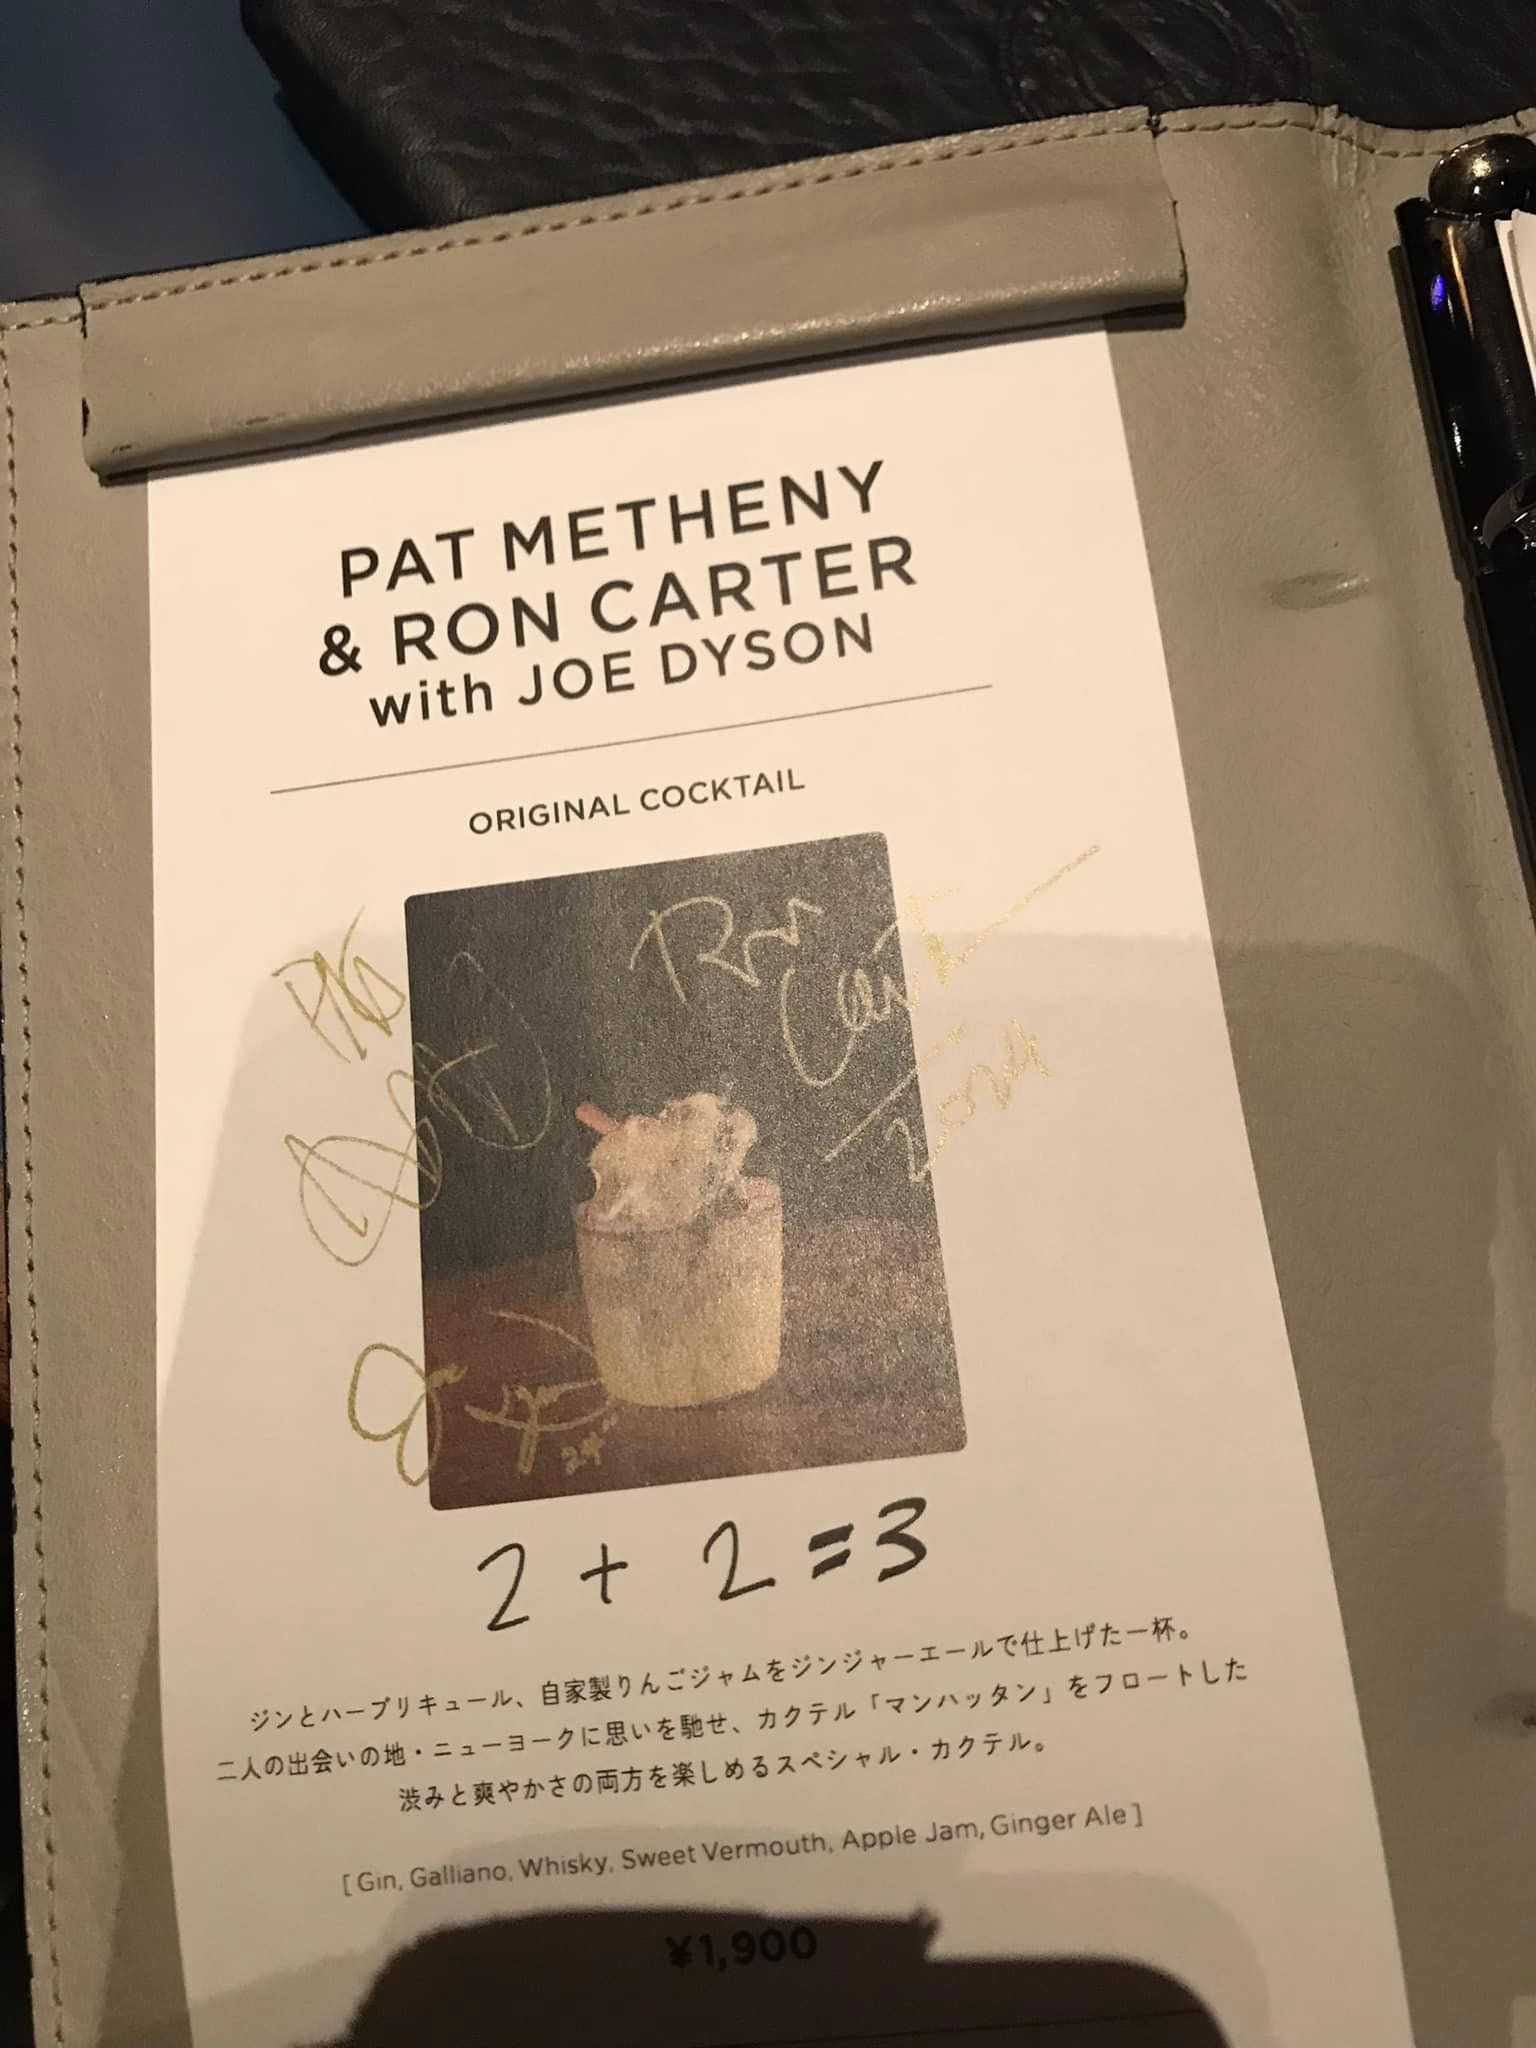 PAT METHENY
& RON CARTER
with JOE DYSON
ORIGINAL COCKTAIL
Ron
Carter
2024
Joe Dyson
24
2 + 2 = 3
ジンとハーブリキュール、自家製りんごジャムをジンジャーエールで仕上げた一杯。
二人の出会いの地・ニューヨークに思いを馳せ、カクテル「マンハッタン」をフロートした
渋みと爽やかさの両方を楽しめるスペシャル・カクテル。
[ Gin, Galliano, Whisky, Sweet Vermouth, Apple Jam, Ginger Ale ]
¥1,900